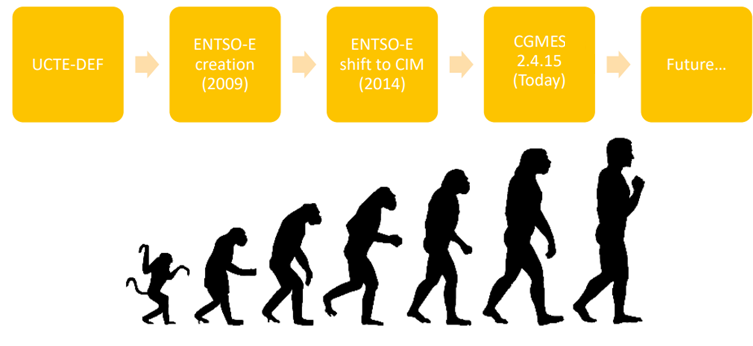 UCTE-DEF
ENTSO-E
creation
(2009)
ENTSO-E
shift to CIM
(2014)
CGMES
2.4.15
(Today)
Future…